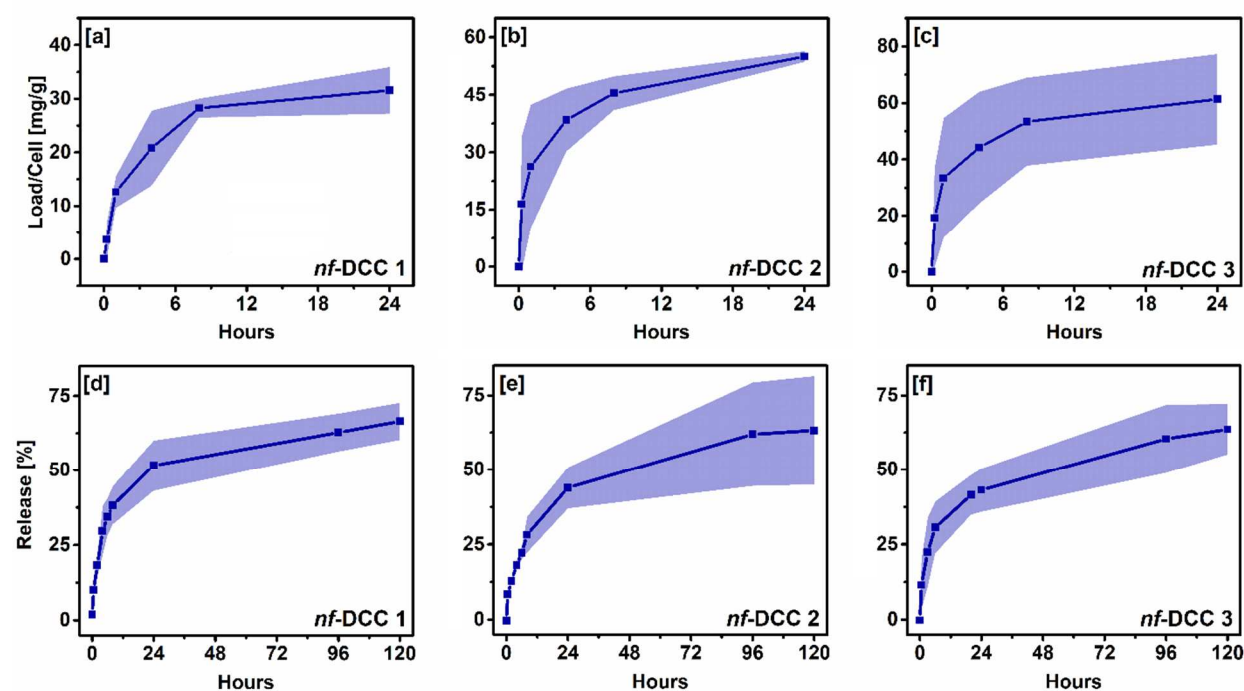 [a]
Load/Cell [mg/g]
40
30
20
10
0
nf-DCC 1
0 6 12 18 24
Hours
[b]
60
45
30
15
0
nf-DCC 2
0 6 12 18 24
Hours
[c]
80
60
40
20
0
nf-DCC 3
0 6 12 18 24
Hours
[d]
Release [%]
75
50
25
0
nf-DCC 1
0 24 48 72 96 120
Hours
[e]
75
50
25
0
nf-DCC 2
0 24 48 72 96 120
Hours
[f]
75
50
25
0
nf-DCC 3
0 24 48 72 96 120
Hours